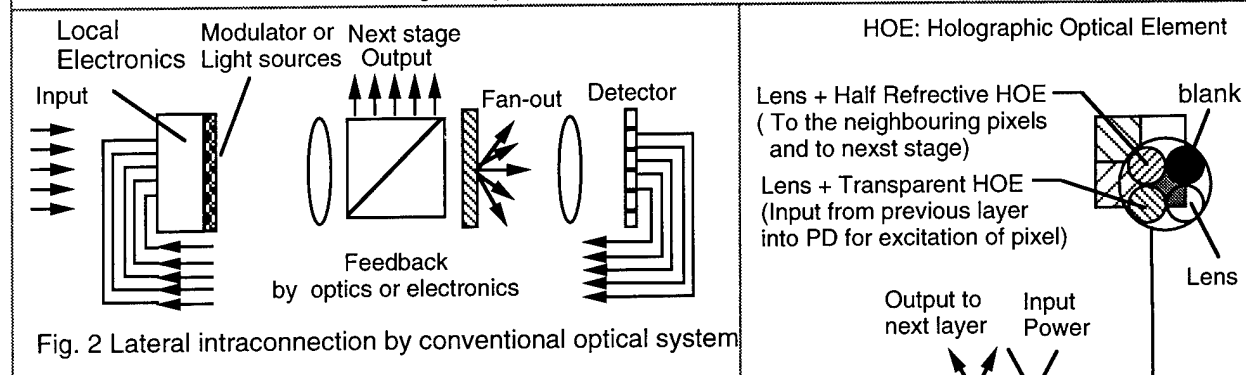 Local
Electronics
Modulator or
Light sources
Next stage
Output
Input
Fan-out
Detector
Feedback
by optics or electronics
Fig. 2 Lateral intraconnection by conventional optical system
HOE: Holographic Optical Element
Lens + Half Refrective HOE
( To the neighbouring pixels
and to nexst stage)
blank
Lens + Transparent HOE
(Input from previous layer
into PD for excitation of pixel)
Lens
Output to
next layer
Input
Power